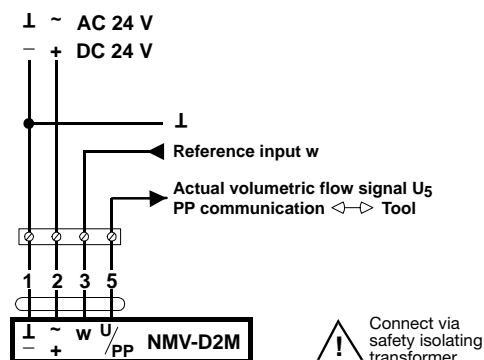 ⊥ ~ AC 24 V
– + DC 24 V
⊥
Reference input w
Actual volumetric flow signal U5
PP communication <–> Tool
1 2 3 5
⊥ ~ w U/PP NMV-D2M
– +
! Connect via
safety isolating
transformer